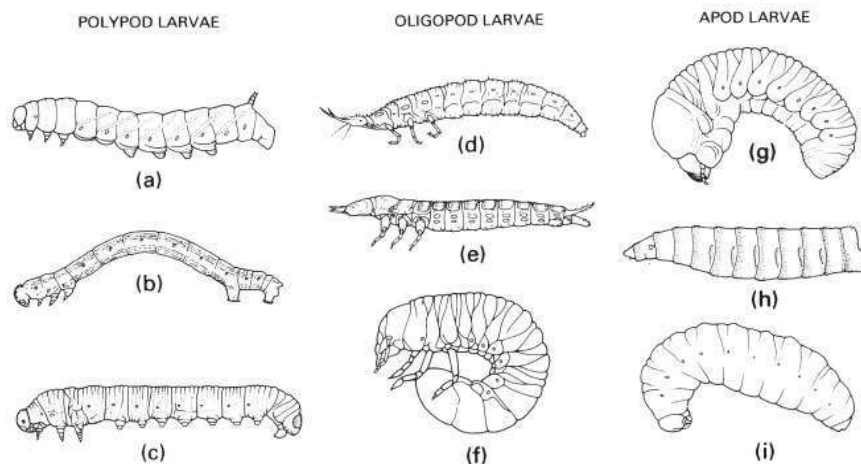 POLYPOD LARVAE
OLIGOPOD LARVAE
APOD LARVAE
(a)
(b)
(c)
(d)
(e)
(f)
(g)
(h)
(i)